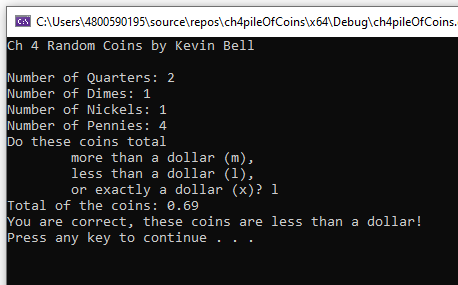 C:\Users\4800590195\source\repos\ch4pileOfCoins\x64\Debug\ch4pileOfCoins.
Ch 4 Random Coins by Kevin Bell
Number of Quarters: 2
Number of Dimes: 1
Number of Nickels: 1
Number of Pennies: 4
Do these coins total
        more than a dollar (m),
        less than a dollar (l),
        or exactly a dollar (x)? l
Total of the coins: 0.69
You are correct, these coins are less than a dollar!
Press any key to continue . . .